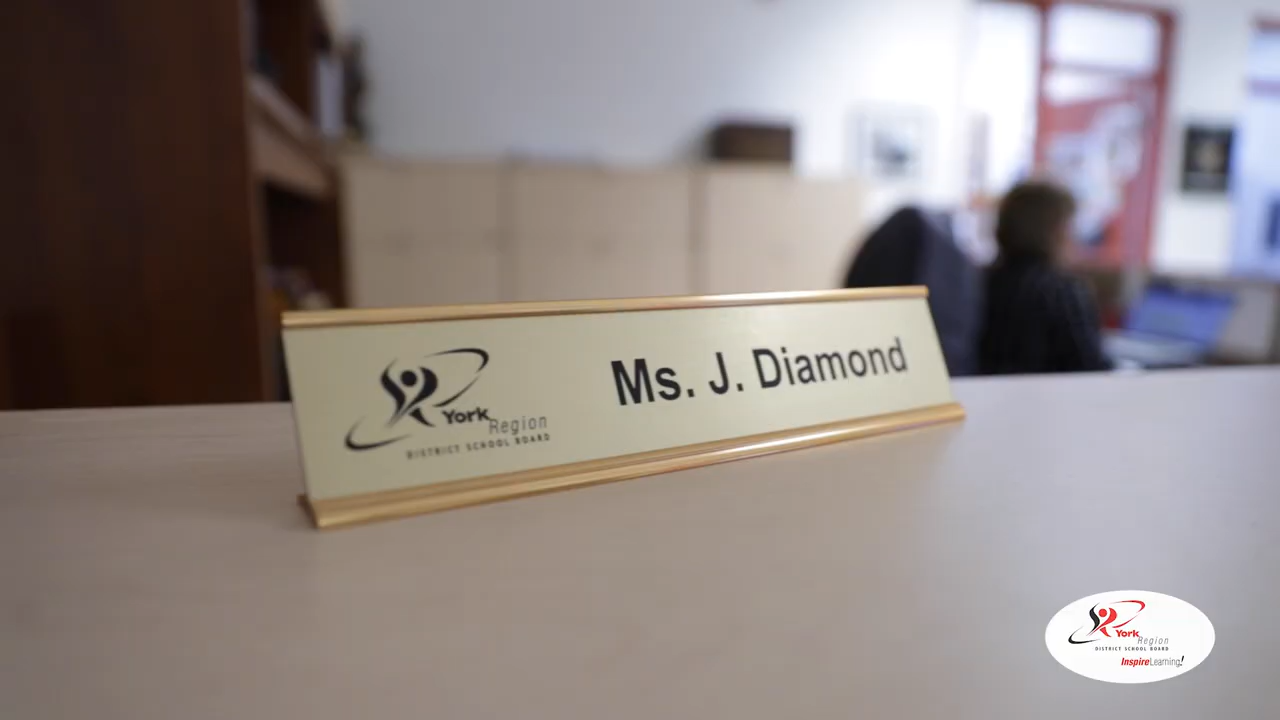 Ms. J. Diamond
York
Region
DISTRICT SCHOOL BOARD
York
Region
DISTRICT SCHOOL BOARD
InspireLearning!